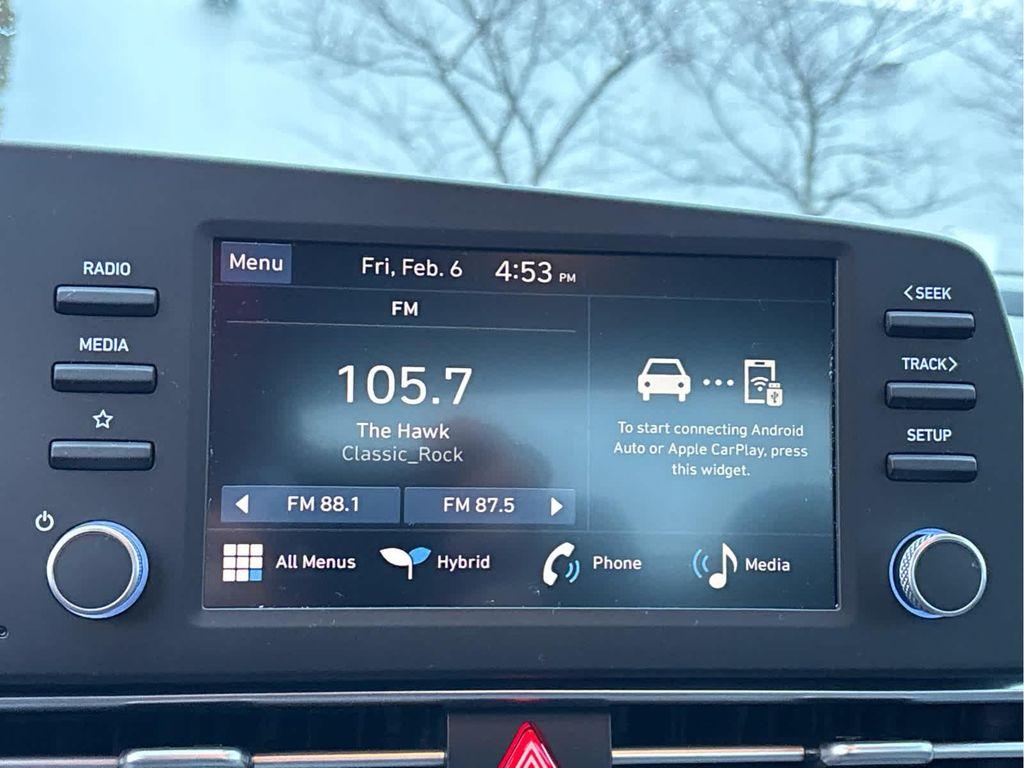 RADIO
MEDIA
Menu
Fri, Feb. 6 4:53 PM
FM
105.7
The Hawk
Classic_Rock
FM 88.1
FM 87.5
To start connecting Android
Auto or Apple CarPlay, press
this widget.
All Menus
Hybrid
Phone
Media
<SEEK
TRACK>
SETUP